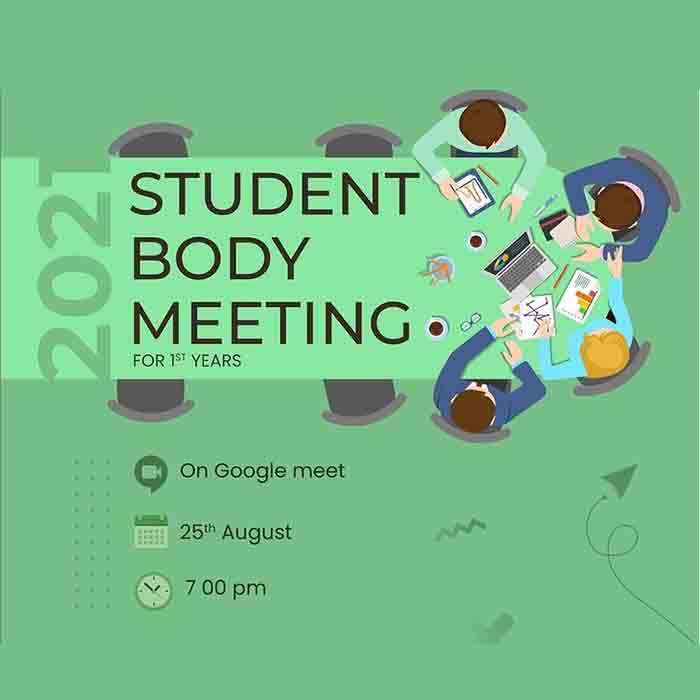 2021
STUDENT
BODY
MEETING
FOR 1ST YEARS
On Google meet
25th August
7 00 pm